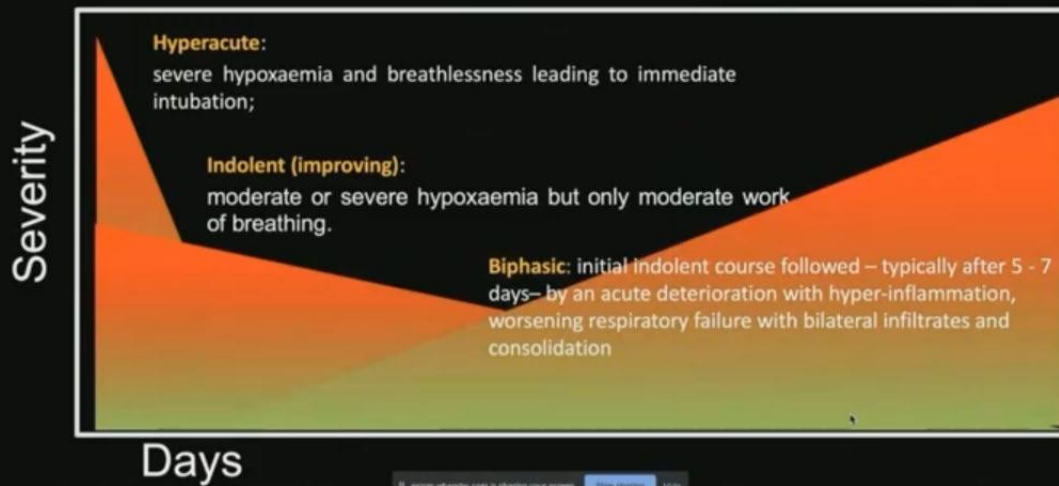 Hyperacute:
severe hypoxaemia and breathlessness leading to immediate
intubation;
Severity
Indolent (improving):
moderate or severe hypoxaemia but only moderate work
of breathing.
Biphasic: initial indolent course followed – typically after 5 - 7
days– by an acute deterioration with hyper-inflammation,
worsening respiratory failure with bilateral infiltrates and
consolidation
Days